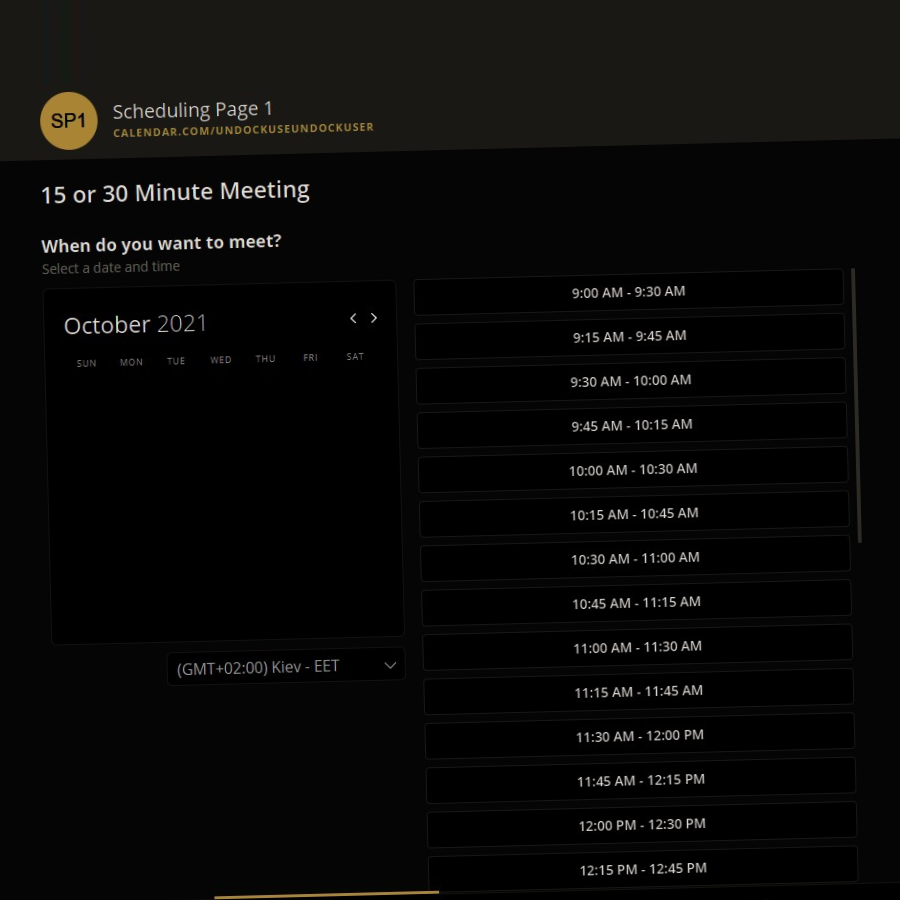 SP1
Scheduling Page 1
CALENDAR.COM/UNDOCKUSEUNDOCKUSER
15 or 30 Minute Meeting
When do you want to meet?
Select a date and time
October 2021
SUN MON TUE WED THU FRI SAT
(GMT+02:00) Kiev - EET
9:00 AM - 9:30 AM
9:15 AM - 9:45 AM
9:30 AM - 10:00 AM
9:45 AM - 10:15 AM
10:00 AM - 10:30 AM
10:15 AM - 10:45 AM
10:30 AM - 11:00 AM
10:45 AM - 11:15 AM
11:00 AM - 11:30 AM
11:15 AM - 11:45 AM
11:30 AM - 12:00 PM
11:45 AM - 12:15 PM
12:00 PM - 12:30 PM
12:15 PM - 12:45 PM